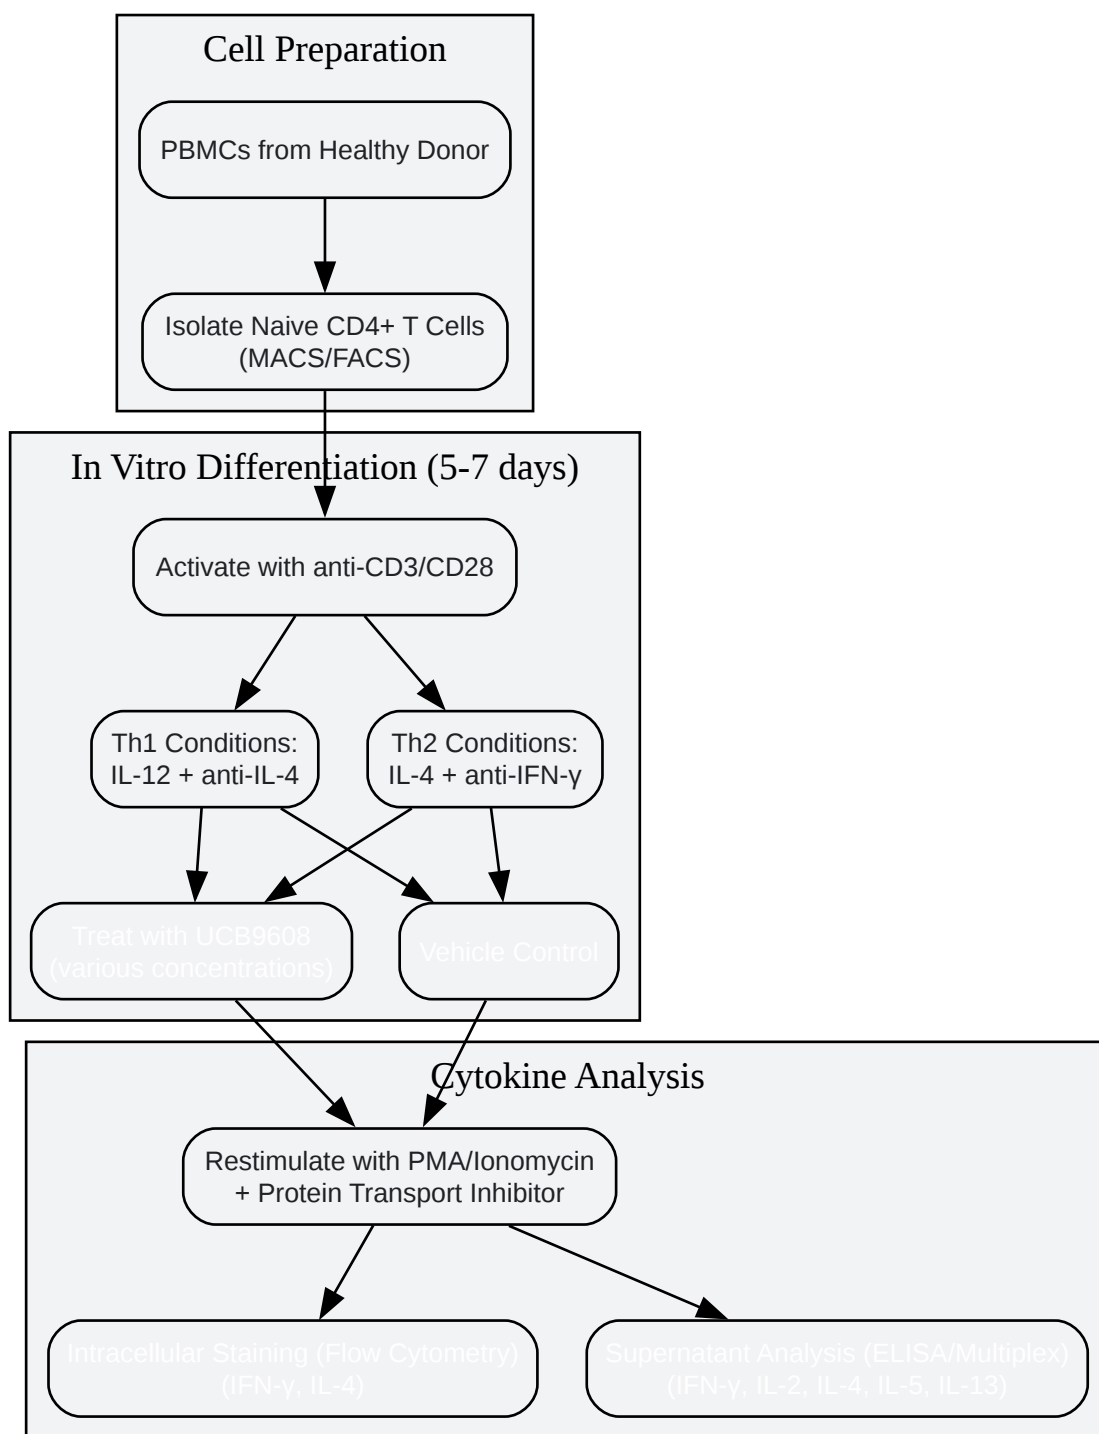 Cell Preparation
PBMCs from Healthy Donor
Isolate Naive CD4+ T Cells
(MACS/FACS)
In Vitro Differentiation (5-7 days)
Activate with anti-CD3/CD28
Th1 Conditions:
IL-12 + anti-IL-4
Th2 Conditions:
IL-4 + anti-IFN-γ
Treat with UCB9608
(various concentrations)
Vehicle Control
Cytokine Analysis
Restimulate with PMA/Ionomycin
+ Protein Transport Inhibitor
Intracellular Staining (Flow Cytometry)
(IFN-γ, IL-4)
Supernatant Analysis (ELISA/Multiplex)
(IFN-γ, IL-2, IL-4, IL-5, IL-13)